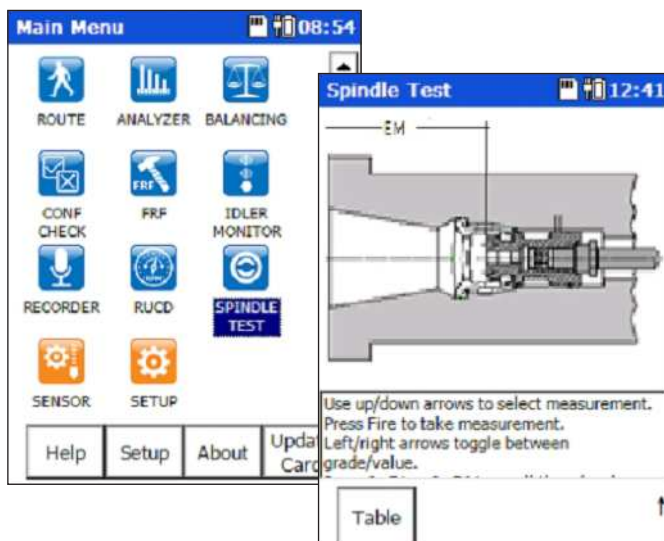 Main Menu 08:54
ROUTE ANALYZER BALANCING
FRF
CONF CHECK FRF IDLER MONITOR
RECORDER RUCD SPINDLE TEST
SENSOR SETUP
Help Setup About
Spindle Test 12:41
EM
Use up/down arrows to select measurement.
Press Fire to take measurement.
Left/right arrows toggle between
grade/value.
Table